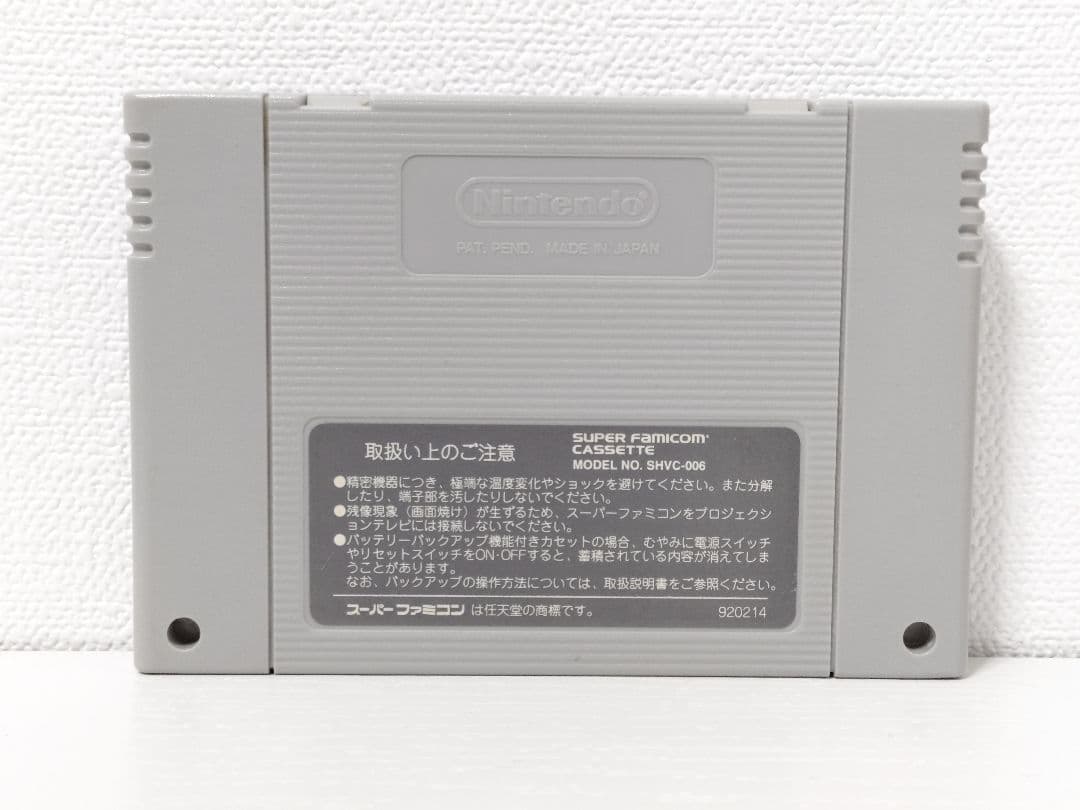 Nintendo
PAT. PEND. MADE IN JAPAN
取扱い上のご注意
SUPER FAMICOM
CASSETTE
MODEL NO. SHVC-006
●精密機器につき、極端な温度変化やショックを避けてください。また分解
したり、端子部を汚したりしないでください。
●残像現象（画面焼け）が生ずるため、スーパーファミコンをプロジェクシ
ョンテレビには接続しないでください。
●バッテリーバックアップ機能付きカセットの場合、むやみに電源スイッチ
やリセットスイッチをON・OFFすると、蓄積されている内容が消えてしま
うことがあります。
なお、バックアップの操作方法については、取扱説明書をご参照ください。
スーパーファミコン は任天堂の商標です。
920214